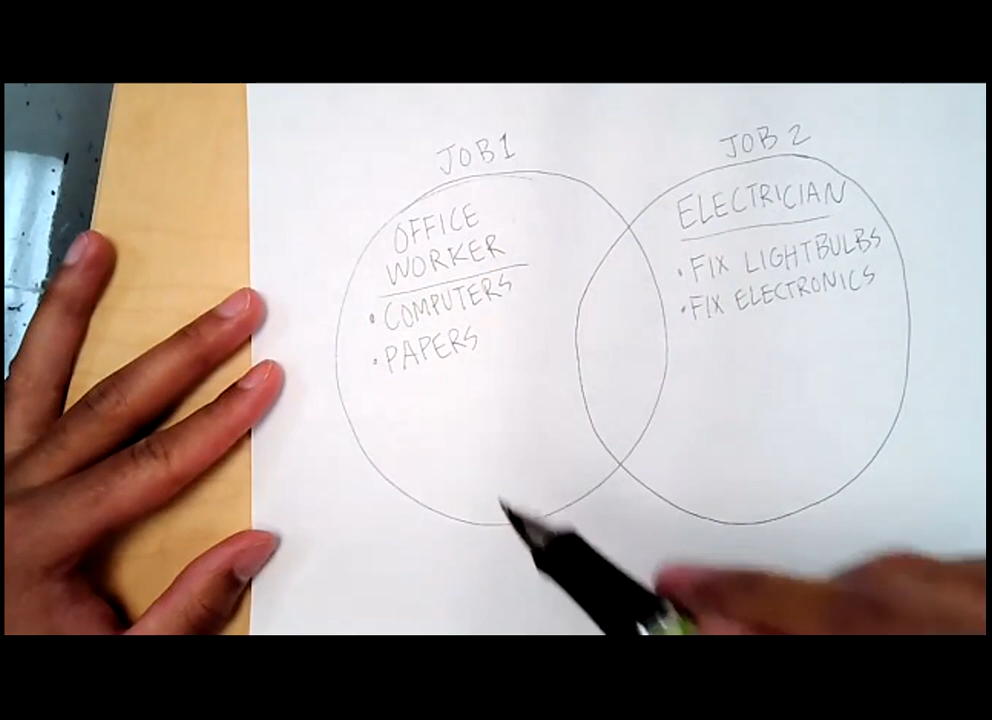 JOB 1
OFFICE
WORKER
• COMPUTERS
• PAPERS
JOB 2
ELECTRICIAN
• FIX LIGHTBULBS
• FIX ELECTRONICS